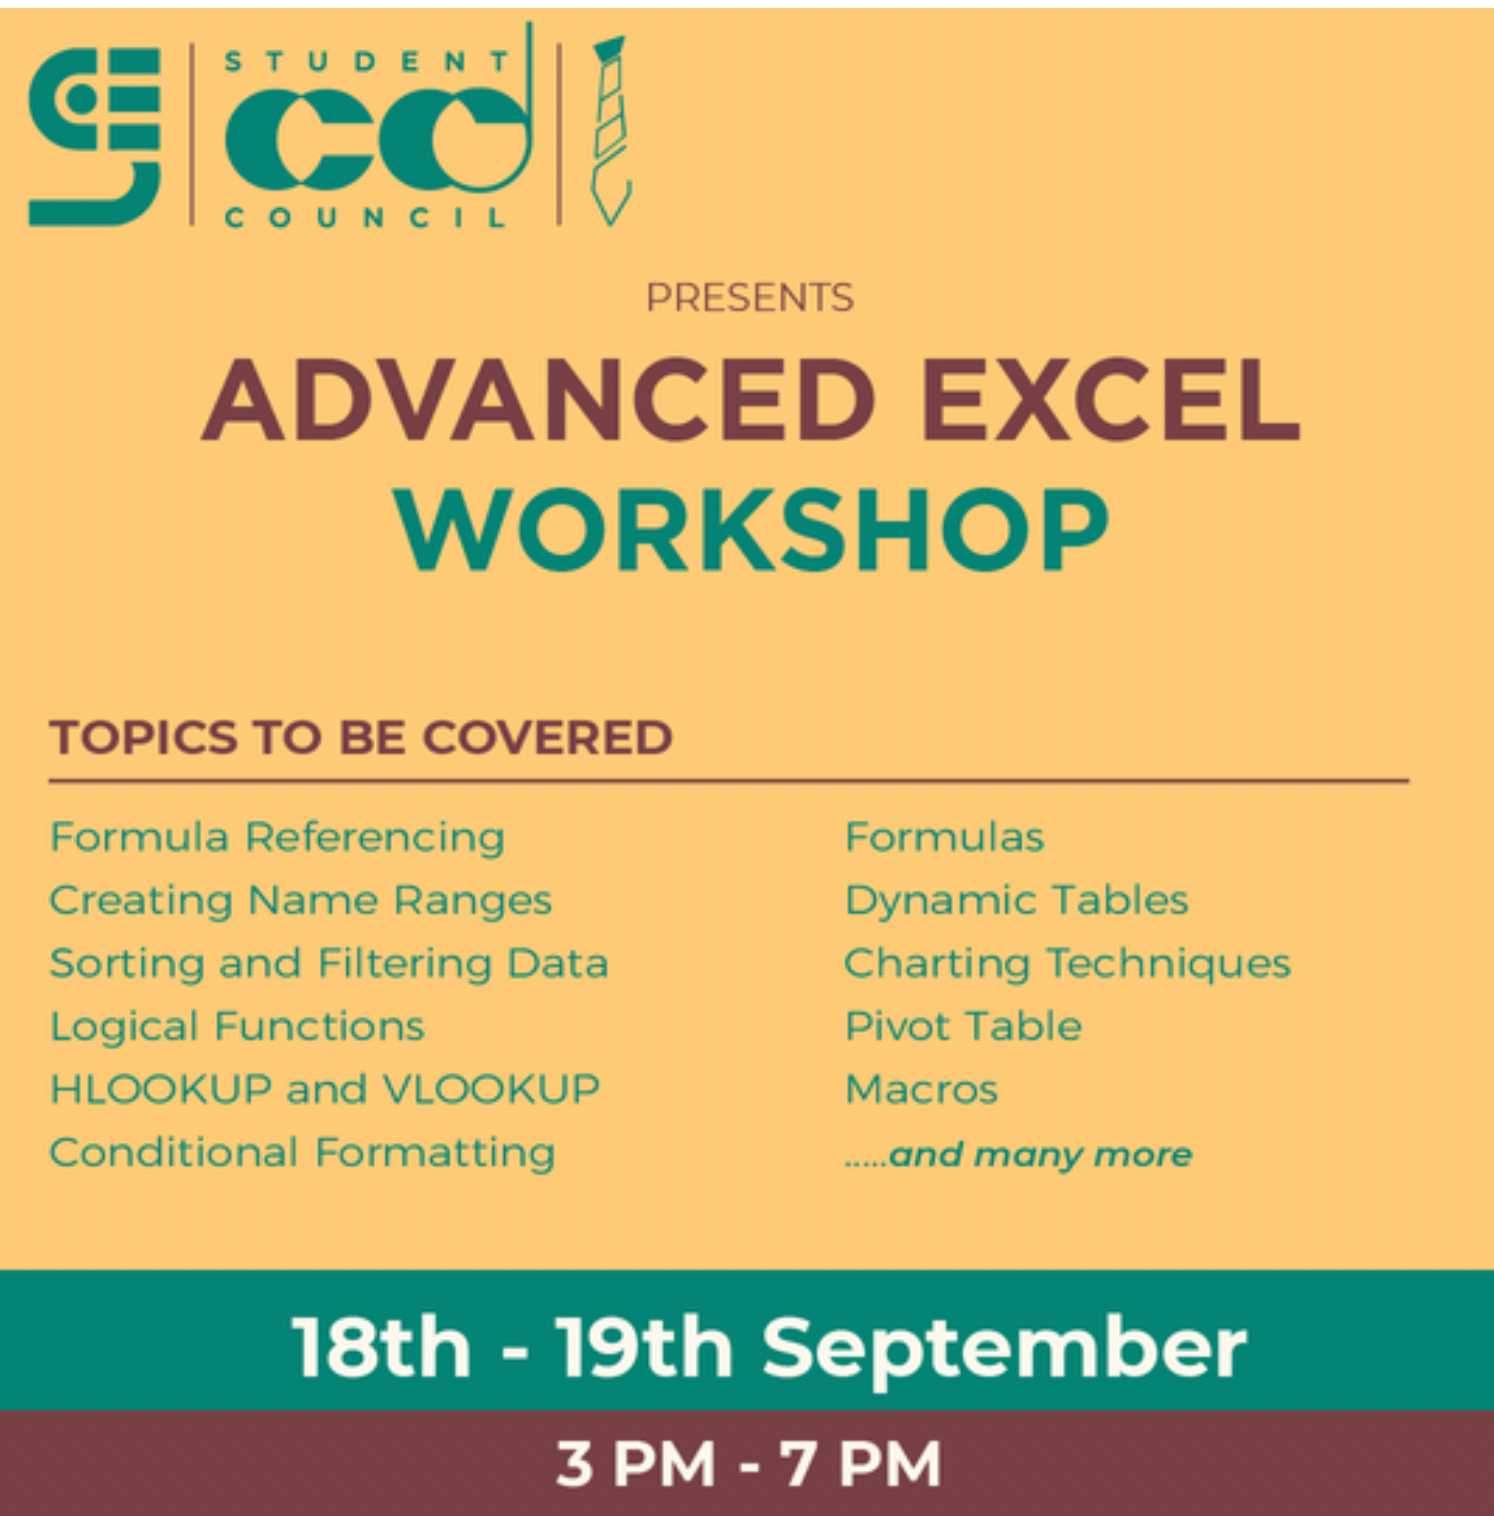 STUDENT
ccd
COUNCIL
PRESENTS
ADVANCED EXCEL
WORKSHOP
TOPICS TO BE COVERED
Formula Referencing
Creating Name Ranges
Sorting and Filtering Data
Logical Functions
HLOOKUP and VLOOKUP
Conditional Formatting
Formulas
Dynamic Tables
Charting Techniques
Pivot Table
Macros
.....and many more
18th - 19th September
3 PM - 7 PM